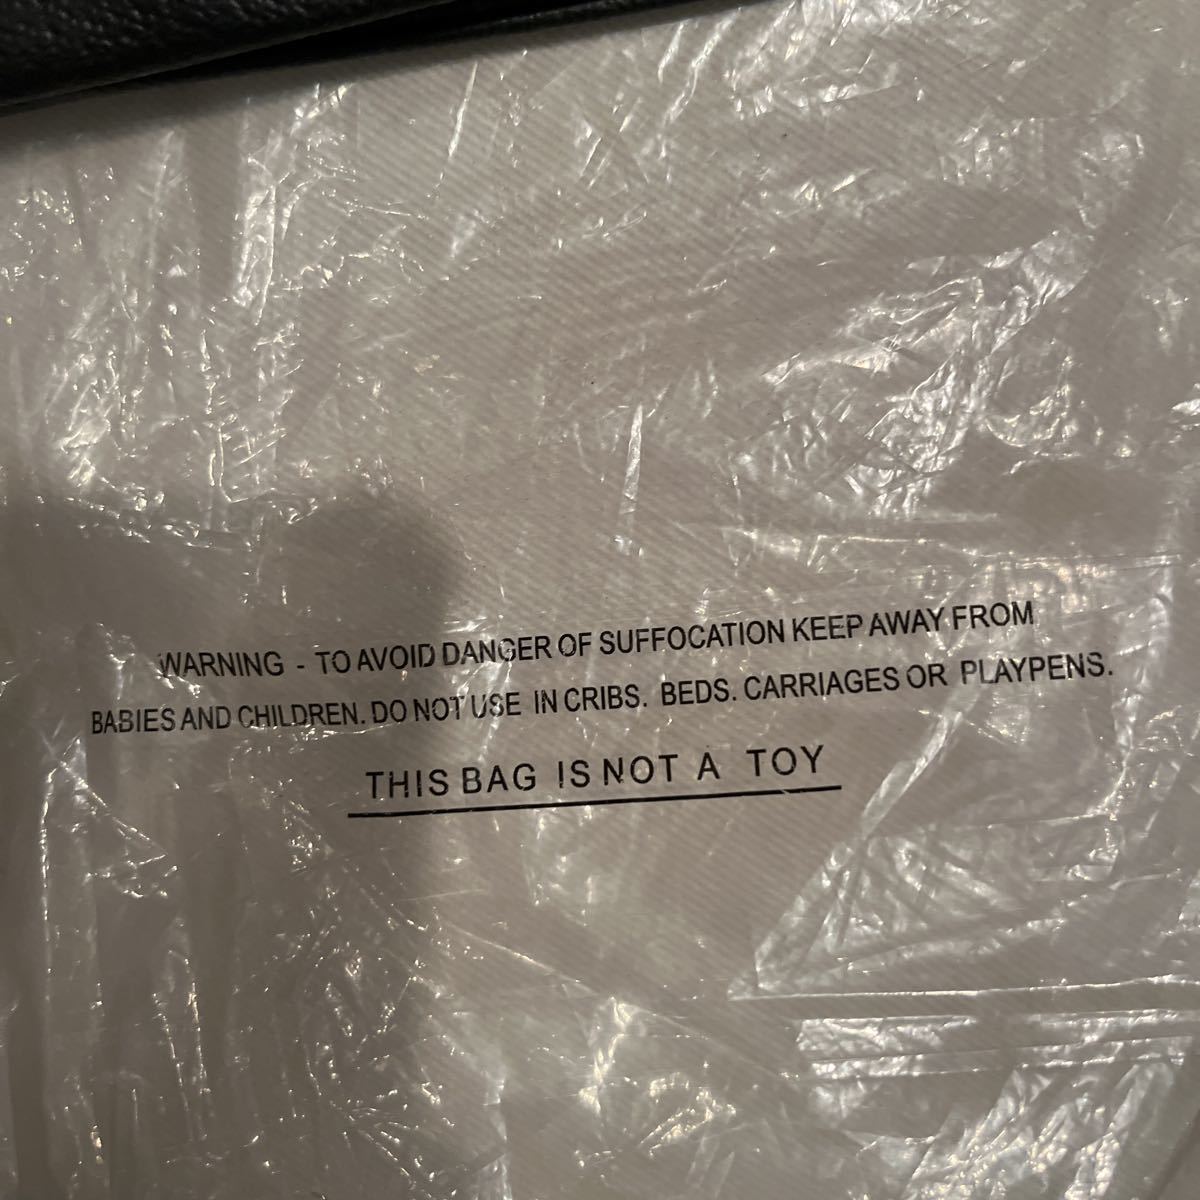 WARNING - TO AVOID DANGER OF SUFFOCATION KEEP AWAY FROM
BABIES AND CHILDREN. DO NOT USE IN CRIBS. BEDS. CARRIAGES OR PLAYPENS.
THIS BAG IS NOT A TOY